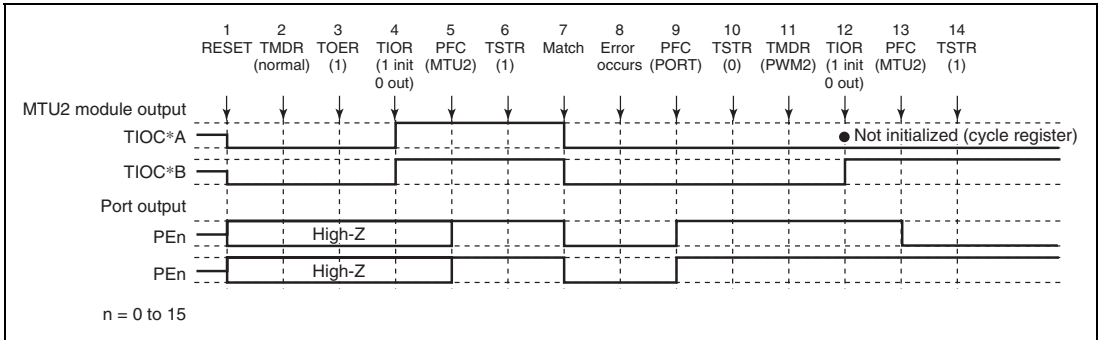 1 2 3 4 5 6 7 8 9 10 11 12 13 14
RESET TMDR TOER TIOR PFC TSTR Match Error PFC TSTR TMDR TIOR PFC TSTR
(normal) (1) (1 init (MTU2) (1) occurs (PORT) (0) (PWM2) (1 init (MTU2) (1)
0 out) 0 out)
MTU2 module output
TIOC*A Not initialized (cycle register)
TIOC*B
Port output
PEn High-Z
PEn High-Z
n = 0 to 15